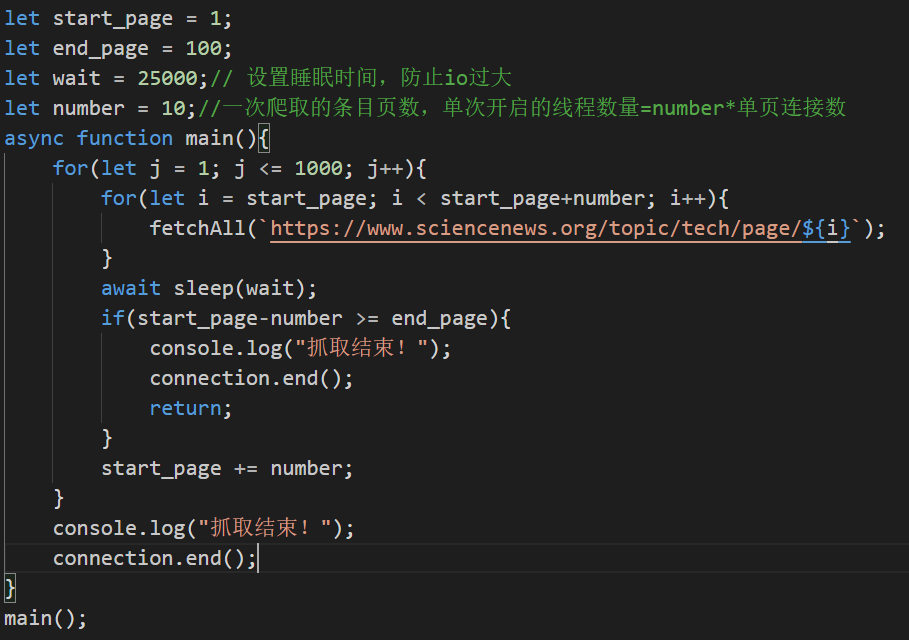 let start_page = 1;
let end_page = 100;
let wait = 25000;// 设置睡眠时间，防止io过大
let number = 10;//一次爬取的条目页数，单次开启的线程数量=number*单页连接数
async function main(){
    for(let j = 1; j <= 1000; j++){
        for(let i = start_page; i < start_page+number; i++){
            fetchAll(`https://www.sciencenews.org/topic/tech/page/${i}`);
        }
        await sleep(wait);
        if(start_page-number >= end_page){
            console.log("抓取结束！");
            connection.end();
            return;
        }
        start_page += number;
    }
    console.log("抓取结束！");
    connection.end();
}
main();